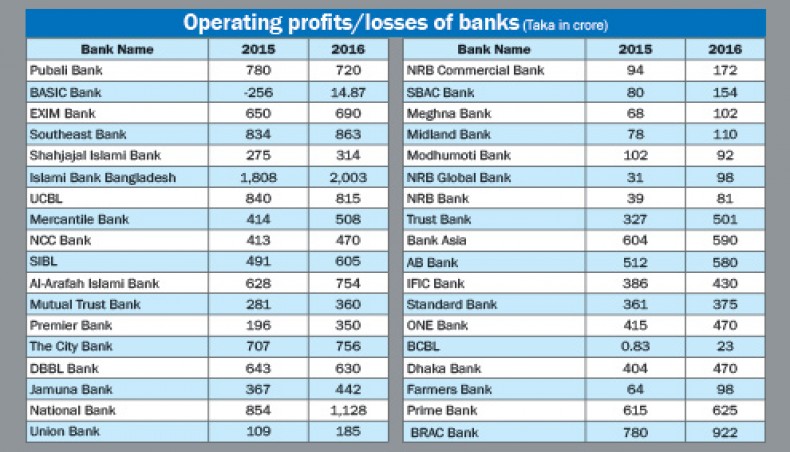 Operating profits/losses of banks (Taka in crore)
Bank Name 2015 2016
Pubali Bank 780 720
BASIC Bank -256 14.87
EXIM Bank 650 690
Southeast Bank 834 863
Shahjajal Islami Bank 275 314
Islami Bank Bangladesh 1,808 2,003
UCBL 840 815
Mercantile Bank 414 508
NCC Bank 413 470
SIBL 491 605
Al-Arafah Islami Bank 628 754
Mutual Trust Bank 281 360
Premier Bank 196 350
The City Bank 707 756
DBBL Bank 643 630
Jamuna Bank 367 442
National Bank 854 1,128
Union Bank 109 185
Bank Name 2015 2016
NRB Commercial Bank 94 172
SBAC Bank 80 154
Meghna Bank 68 102
Midland Bank 78 110
Modhumoti Bank 102 92
NRB Global Bank 31 98
NRB Bank 39 81
Trust Bank 327 501
Bank Asia 604 590
AB Bank 512 580
IFIC Bank 386 430
Standard Bank 361 375
ONE Bank 415 470
BCBL 0.83 23
Dhaka Bank 404 470
Farmers Bank 64 98
Prime Bank 615 625
BRAC Bank 780 922